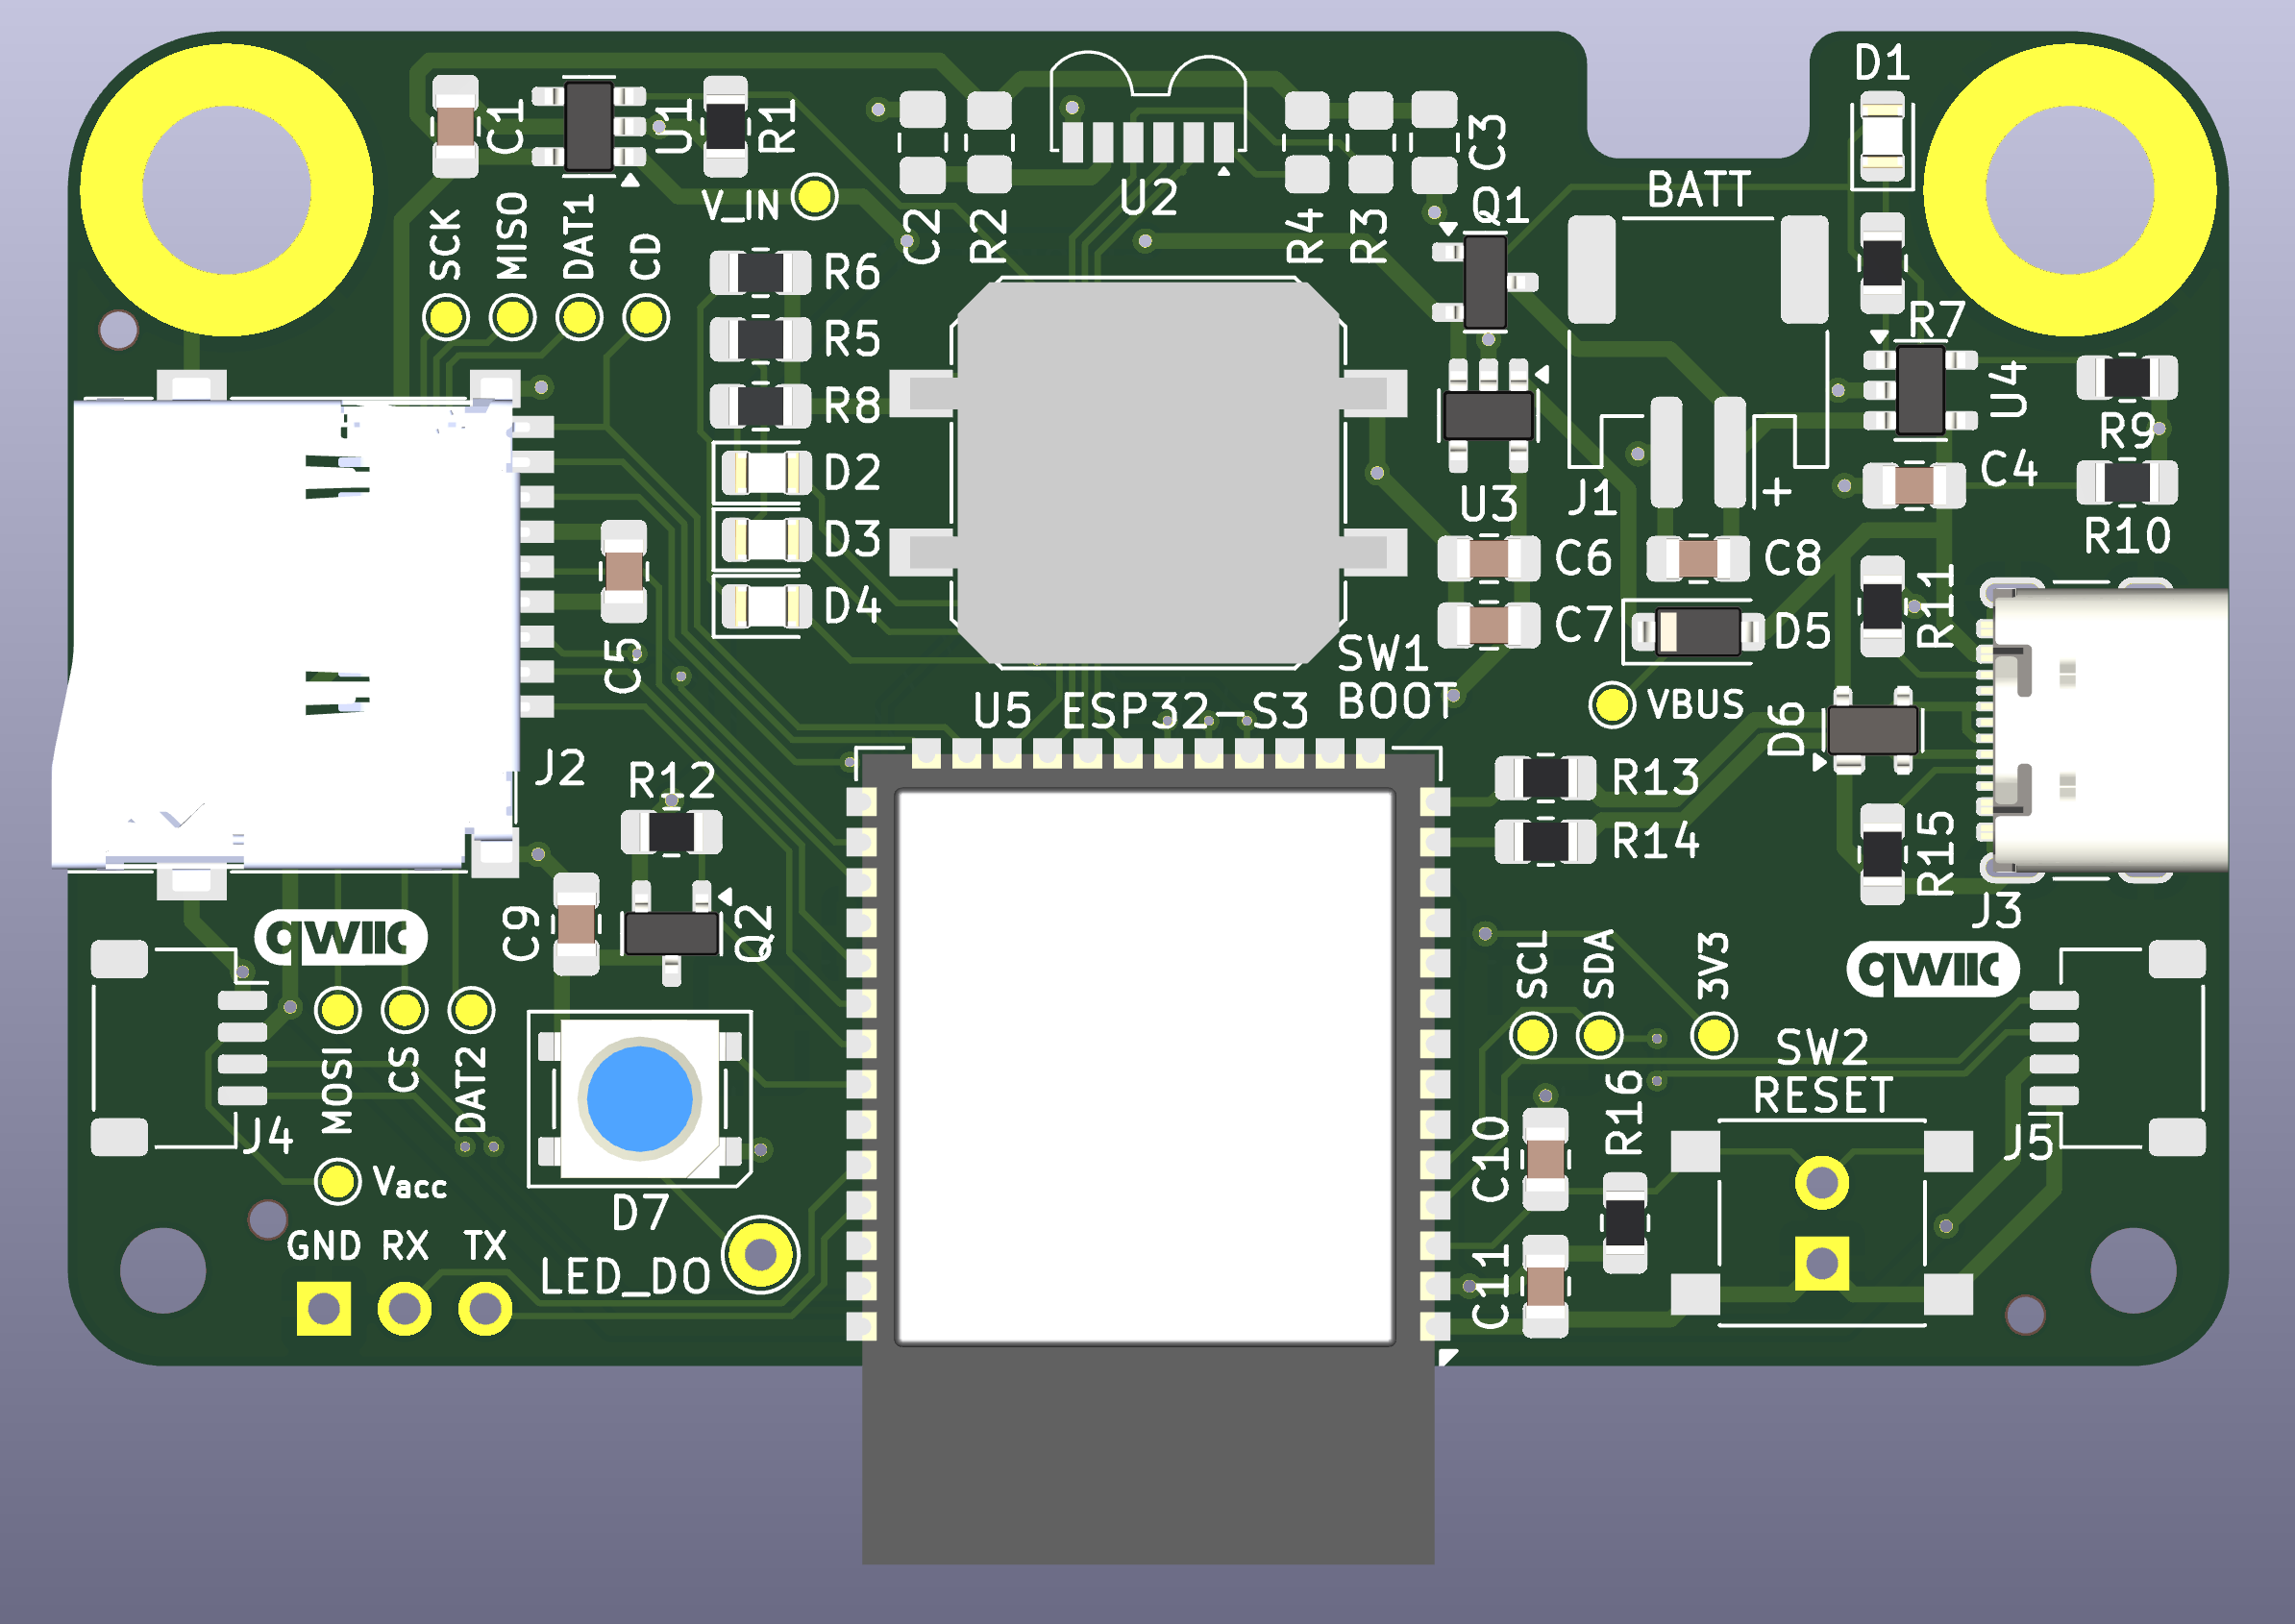 D1
C1
U1
R1
C3
U2
BATT
V_IN
Q1
SCK
MISO
DAT1
CD
C2
R2
R4
R3
R6
R7
R5
U4
R8
R9
D2
C4
U3
J1
+
R10
D3
C6
C8
D4
R11
C7
D5
C5
SW1
BOOT
U5 ESP32-S3
VBUS
D6
J2
R12
R13
R14
R15
J3
C9
Q2
qwiic
qwiic
SCL
SDA
3V3
SW2
RESET
MOSI
CS
DAT2
J4
R16
C10
J5
Vacc
D7
GND RX TX
LED_DO
C11